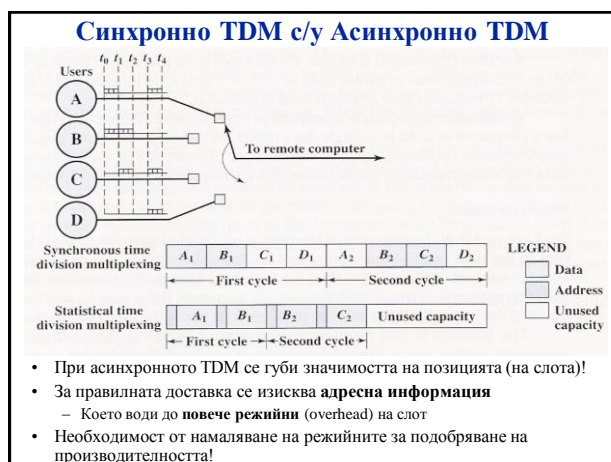 Синхронно TDM с/у Асинхронно TDM
t0 t1 t2 t3 t4
Users
A
B
To remote computer
C
D
Synchronous time division multiplexing
A1 B1 C1 D1 A2 B2 C2 D2
First cycle Second cycle
LEGEND
Data
Address
Unused capacity
Statistical time division multiplexing
A1 B1 B2 C2 Unused capacity
First cycle Second cycle
• При асинхронното TDM се губи значимостта на позицията (на слота)!
• За правилната доставка се изисква адресна информация
– Което води до повече режийни (overhead) на слот
• Необходимост от намаляване на режийните за подобряване на
производителността!